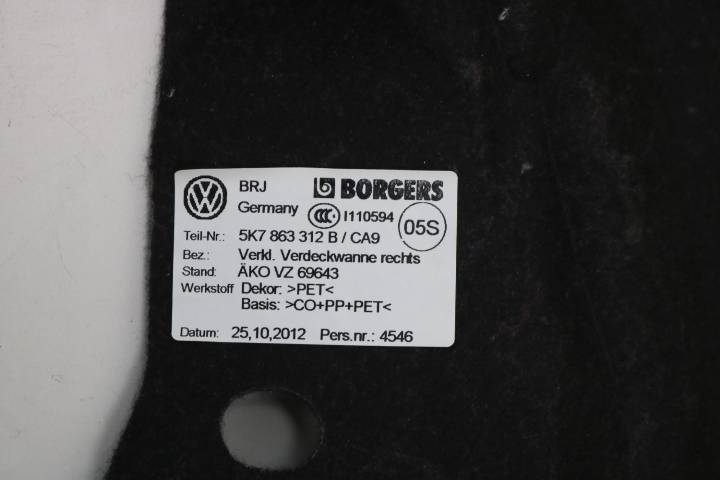 BRJ BORGERS
Germany CCC I110594 05S
Teil-Nr.: 5K7 863 312 B / CA9
Bez.: Verkl. Verdeckwanne rechts
Stand: ÄKO VZ 69643
Werkstoff Dekor: >PET<
Basis: >CO+PP+PET<
Datum: 25,10,2012 Pers.nr.: 4546